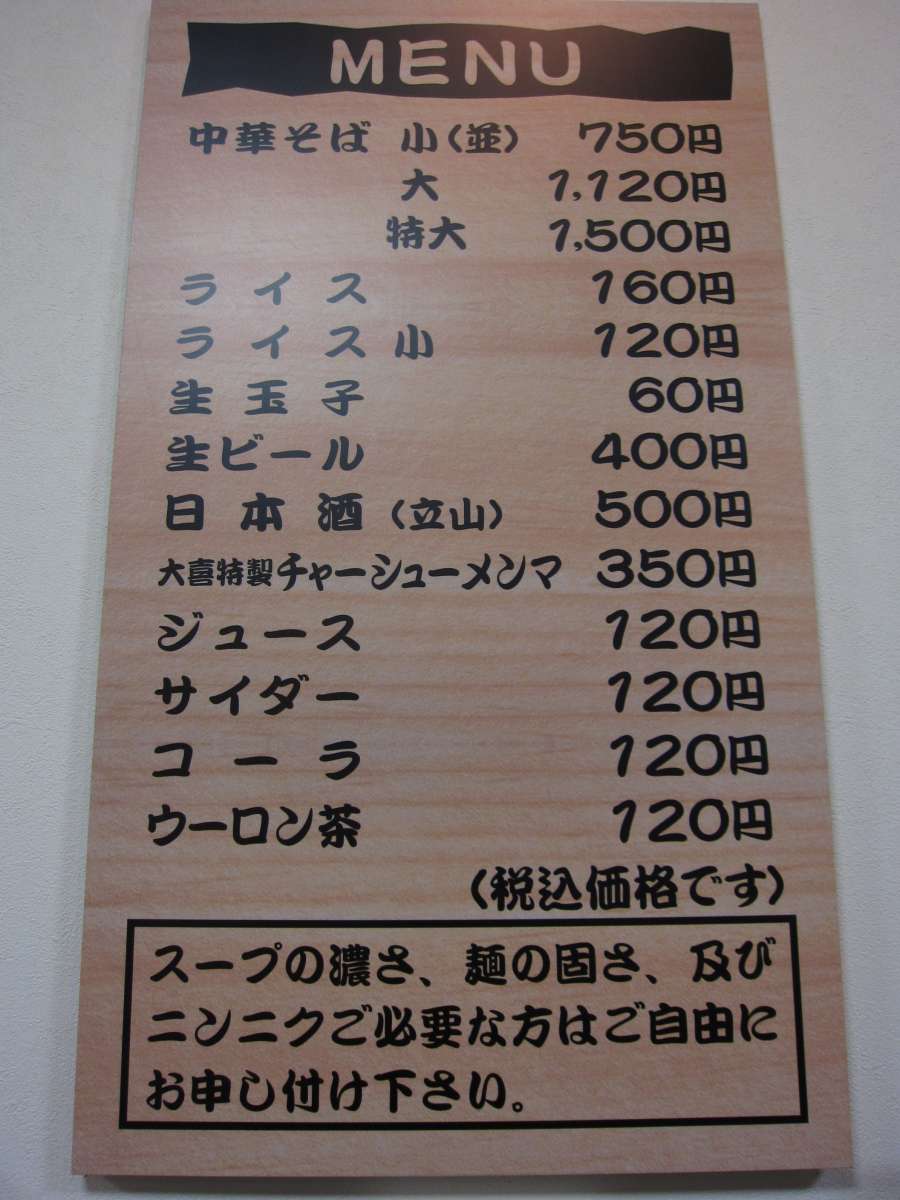 MENU
中華そば 小(並) 750円
大 1,120円
特大 1,500円
ライス 160円
ライス 小 120円
生玉子 60円
生ビール 400円
日本酒(立山) 500円
大喜特製チャーシューメンマ 350円
ジュース 120円
サイダー 120円
コーラ 120円
ウーロン茶 120円
(税込価格です)
スープの濃さ、麺の固さ、及び
ニンニクご必要な方はご自由に
お申し付け下さい。